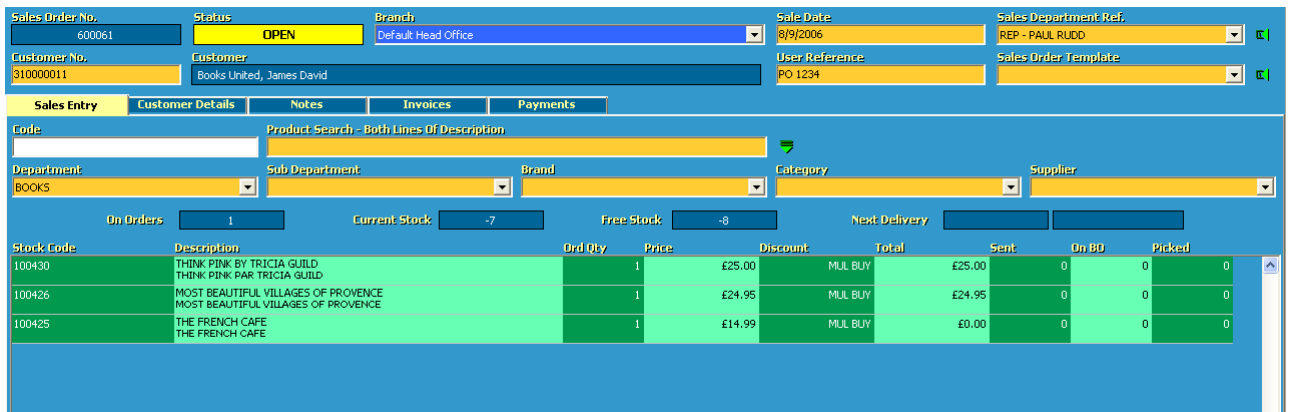 Sales Order No. Status Branch Sale Date Sales Department Ref.
600061 OPEN Default Head Office 8/9/2006 REP - PAUL RUDD
Customer No. Customer User Reference Sales Order Template
310000011 Books United, James David PO 1234
Sales Entry Customer Details Notes Invoices Payments
Code Product Search - Both Lines Of Description
Department Sub Department Brand Category Supplier
BOOKS
On Orders 1 Current Stock -7 Free Stock -8 Next Delivery
Stock Code Description Ord Qty Price Discount Total Sent On BO Picked
100430 THINK PINK BY TRICIA GUILD 1 £25.00 MUL BUY £25.00 0 0 0
THINK PINK PAR TRICIA GUILD
100426 MOST BEAUTIFUL VILLAGES OF PROVENCE 1 £24.95 MUL BUY £24.95 0 0 0
MOST BEAUTIFUL VILLAGES OF PROVENCE
100425 THE FRENCH CAFE 1 £14.99 MUL BUY £0.00 0 0 0
THE FRENCH CAFE